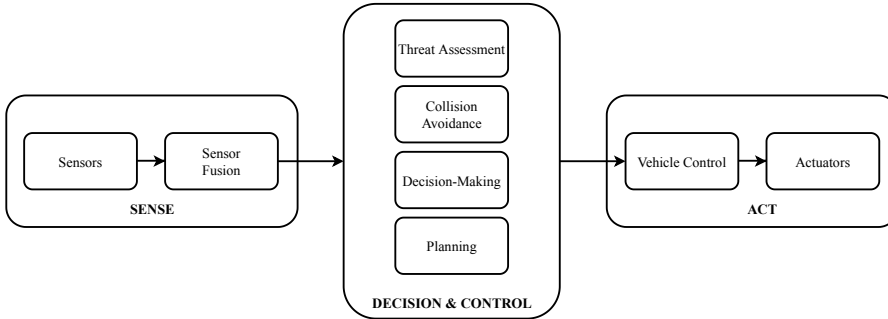 Sensors
Sensor
Fusion
SENSE
Threat Assessment
Collision
Avoidance
Decision-Making
Planning
DECISION & CONTROL
Vehicle Control
Actuators
ACT